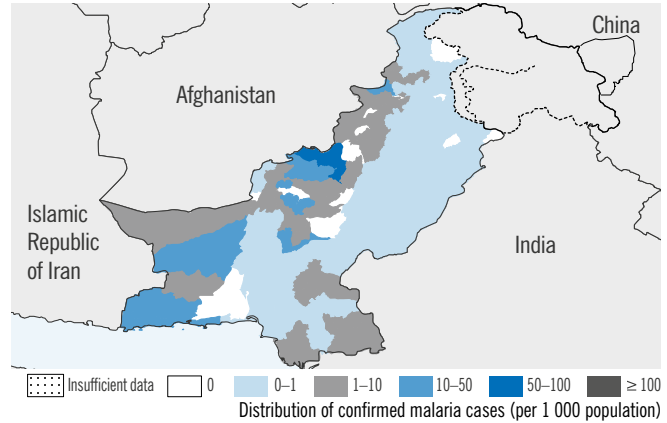 China
Afghanistan
Islamic
Republic
of Iran
India
Insufficient data 0 0–1 1–10 10–50 50–100 ≥ 100
Distribution of confirmed malaria cases (per 1 000 population)